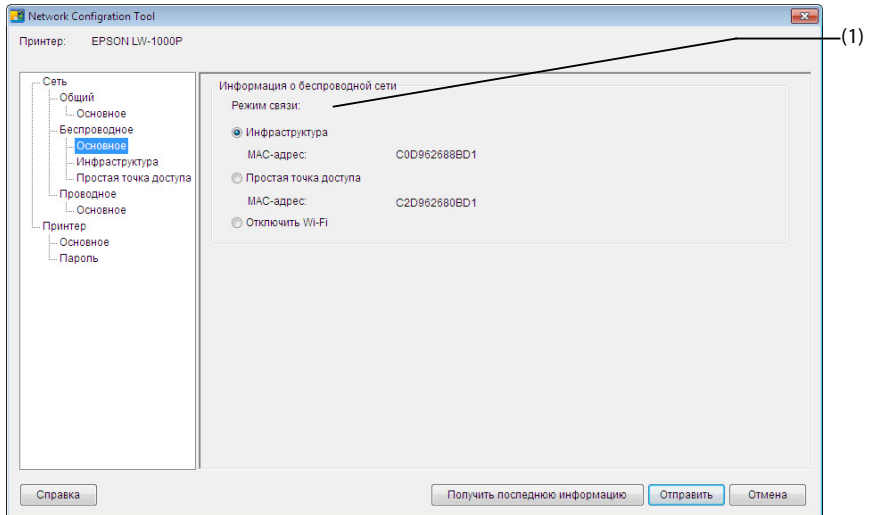 Network Configration Tool
Принтер: EPSON LW-1000P
(1)
Сеть
Общий
Основное
Беспроводное
Основное
Инфраструктура
Простая точка доступа
Проводное
Основное
Принтер
Основное
Пароль
Информация о беспроводной сети
Режим связи:
Инфраструктура
MAC-адрес: C0D962688BD1
Простая точка доступа
MAC-адрес: C2D962680BD1
Отключить Wi-Fi
Справка
Получить последнюю информацию
Отправить
Отмена